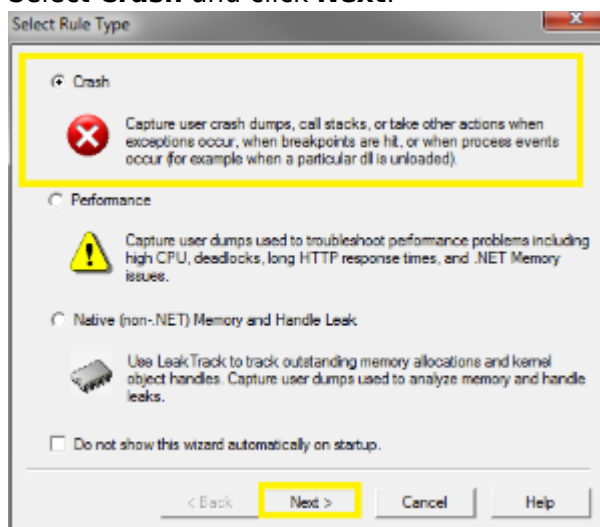 Select Crash and click Next.
Select Rule Type
Crash
Capture user crash dumps, call stacks, or take other actions when
exceptions occur, when breakpoints are hit, or when process events
occur (for example when a particular dll is unloaded).
Performance
Capture user dumps used to troubleshoot performance problems including
high CPU, deadlocks, long HTTP response times, and .NET Memory
issues.
Native (non-.NET) Memory and Handle Leak
Use LeakTrack to track outstanding memory allocations and kernel
object handles. Capture user dumps used to analyze memory and handle
leaks.
Do not show this wizard automatically on startup.
< Back Next > Cancel Help